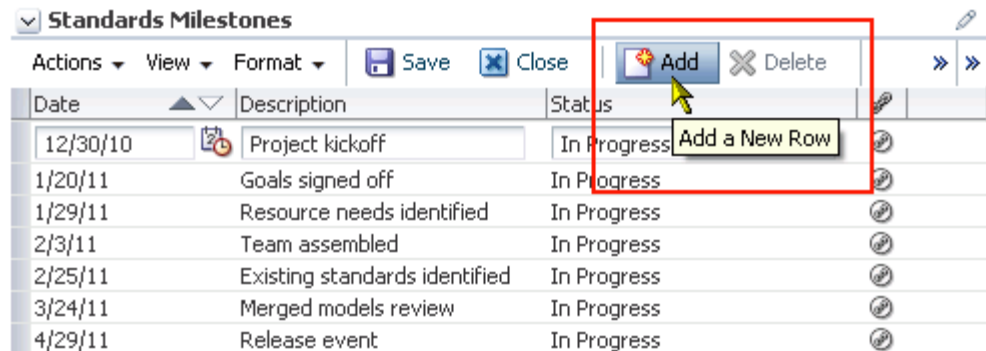 Standards Milestones
Actions View Format Save Close Add Delete
Date Description Status
Add a New Row
12/30/10 Project kickoff In Progress
1/20/11 Goals signed off In Progress
1/29/11 Resource needs identified In Progress
2/3/11 Team assembled In Progress
2/25/11 Existing standards identified In Progress
3/24/11 Merged models review In Progress
4/29/11 Release event In Progress